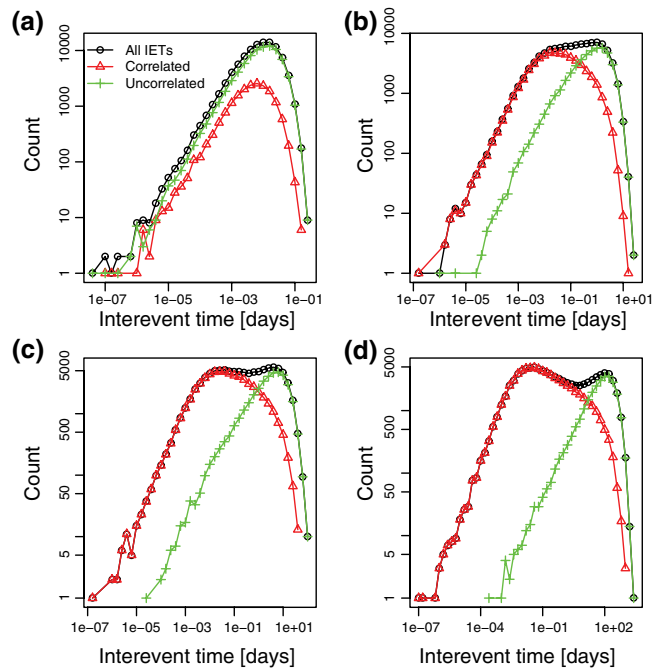 (a)
All IETs
Correlated
Uncorrelated
Count
1 10 100 1000 10000
1e-07 1e-05 1e-03 1e-01
Interevent time [days]
(b)
Count
1 10 100 1000 10000
1e-07 1e-05 1e-03 1e-01 1e+01
Interevent time [days]
(c)
Count
1 5 50 500 5000
1e-07 1e-05 1e-03 1e-01 1e+01
Interevent time [days]
(d)
Count
1 5 50 500 5000
1e-07 1e-04 1e-01 1e+02
Interevent time [days]